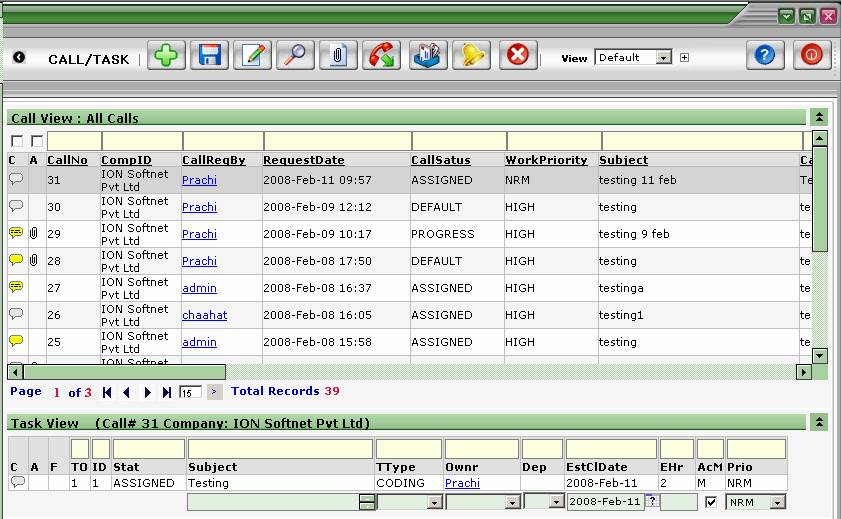 CALL/TASK View Default
Call View : All Calls
C A CallNo CompID CallReqBy RequestDate CallSatus WorkPriority Subject Ca
31 ION Softnet Pvt Ltd Prachi 2008-Feb-11 09:57 ASSIGNED NRM testing 11 feb Te
30 ION Softnet Pvt Ltd Prachi 2008-Feb-09 12:12 DEFAULT HIGH testing te
29 ION Softnet Pvt Ltd Prachi 2008-Feb-09 10:17 PROGRESS HIGH testing 9 feb te
28 ION Softnet Pvt Ltd Prachi 2008-Feb-08 17:50 DEFAULT HIGH testing te
27 ION Softnet Pvt Ltd admin 2008-Feb-08 16:37 ASSIGNED HIGH testinga te
26 ION Softnet Pvt Ltd chaahat 2008-Feb-08 16:05 ASSIGNED HIGH testing1 te
25 ION Softnet Pvt Ltd admin 2008-Feb-08 15:58 ASSIGNED HIGH testing te
ION Softnet
Page 1 of 3 15 > Total Records 39
Task View (Call# 31 Company: ION Softnet Pvt Ltd)
C A F TO ID Stat Subject TType Ownr Dep EstClDate EHr AcM Prio
1 1 ASSIGNED Testing CODING Prachi 2008-Feb-11 2 M NRM
2008-Feb-11 ? NRM